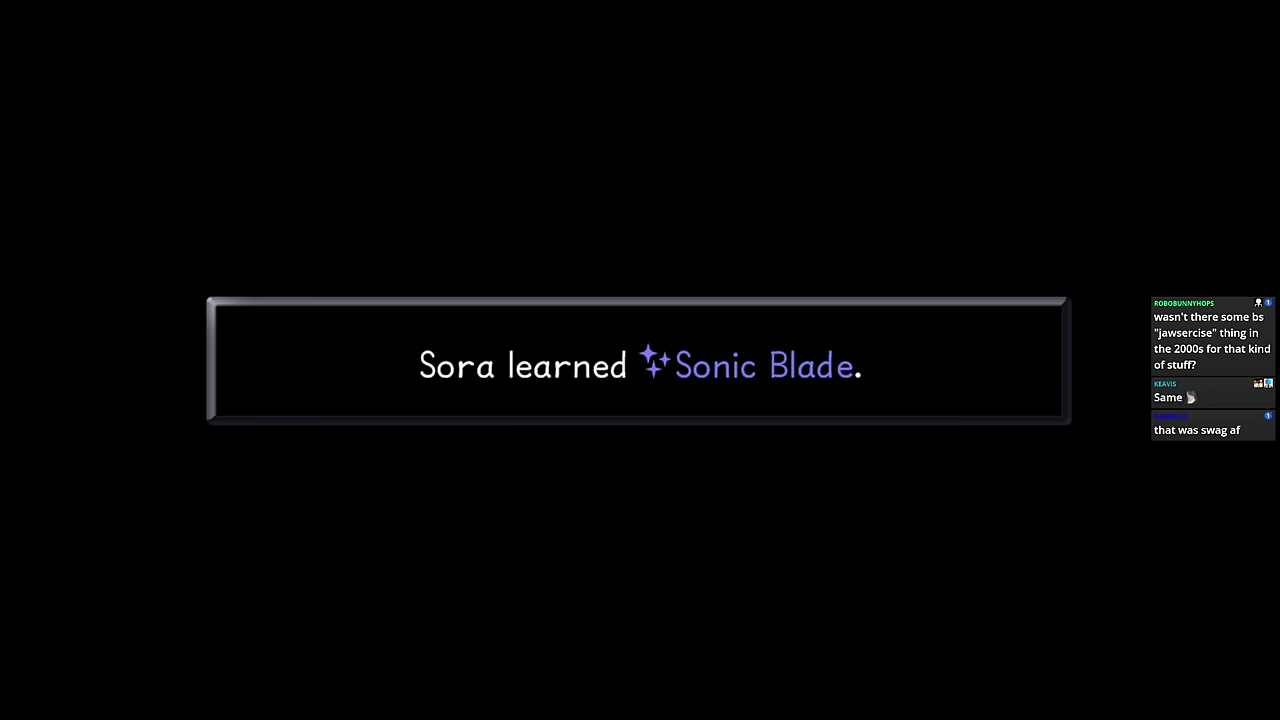 Sora learned Sonic Blade.
ROBOBUNNYHOPS
wasn't there some bs
"jawsercise" thing in
the 2000s for that kind
of stuff?
KEAVIS
Same
that was swag af